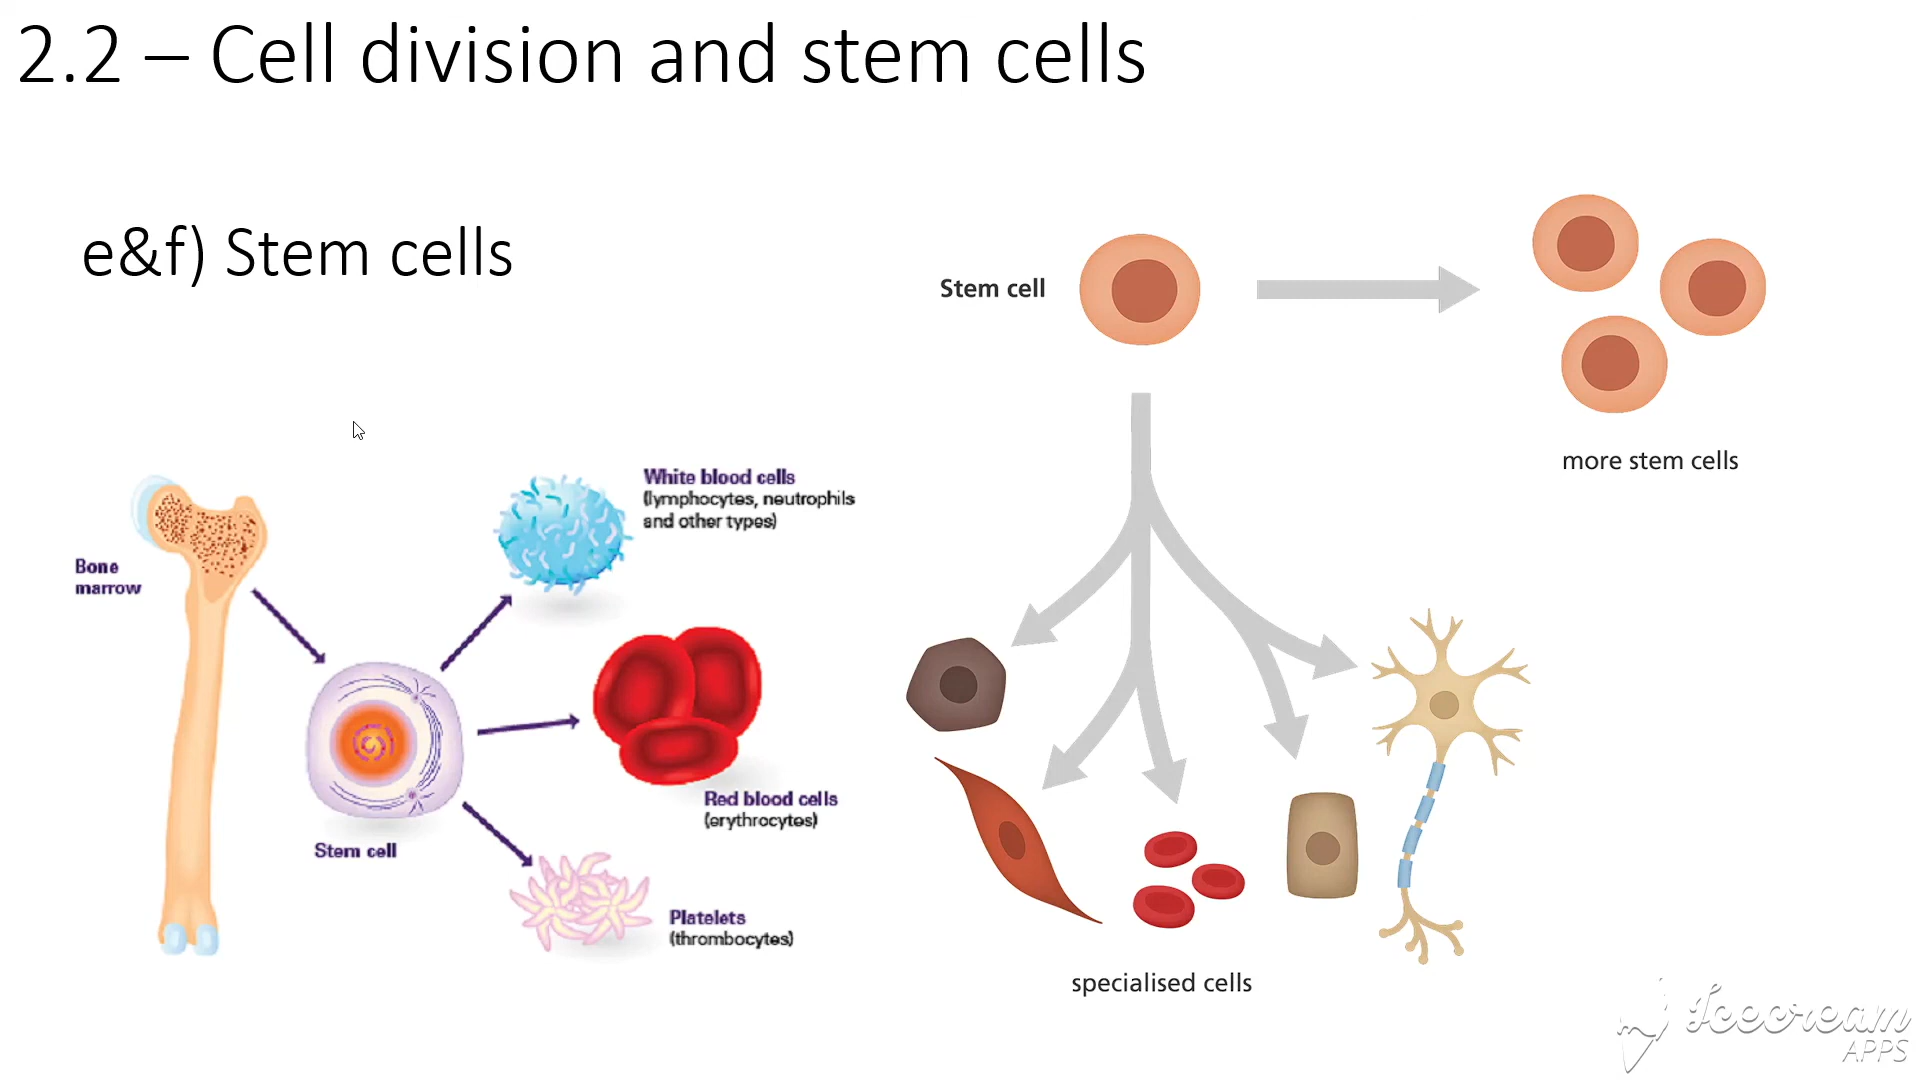 2.2 – Cell division and stem cells
e&f) Stem cells
Bone
marrow
Stem cell
White blood cells
(lymphocytes, neutrophils
and other types)
Red blood cells
(erythrocytes)
Platelets
(thrombocytes)
Stem cell
more stem cells
specialised cells
Icecream
APPS